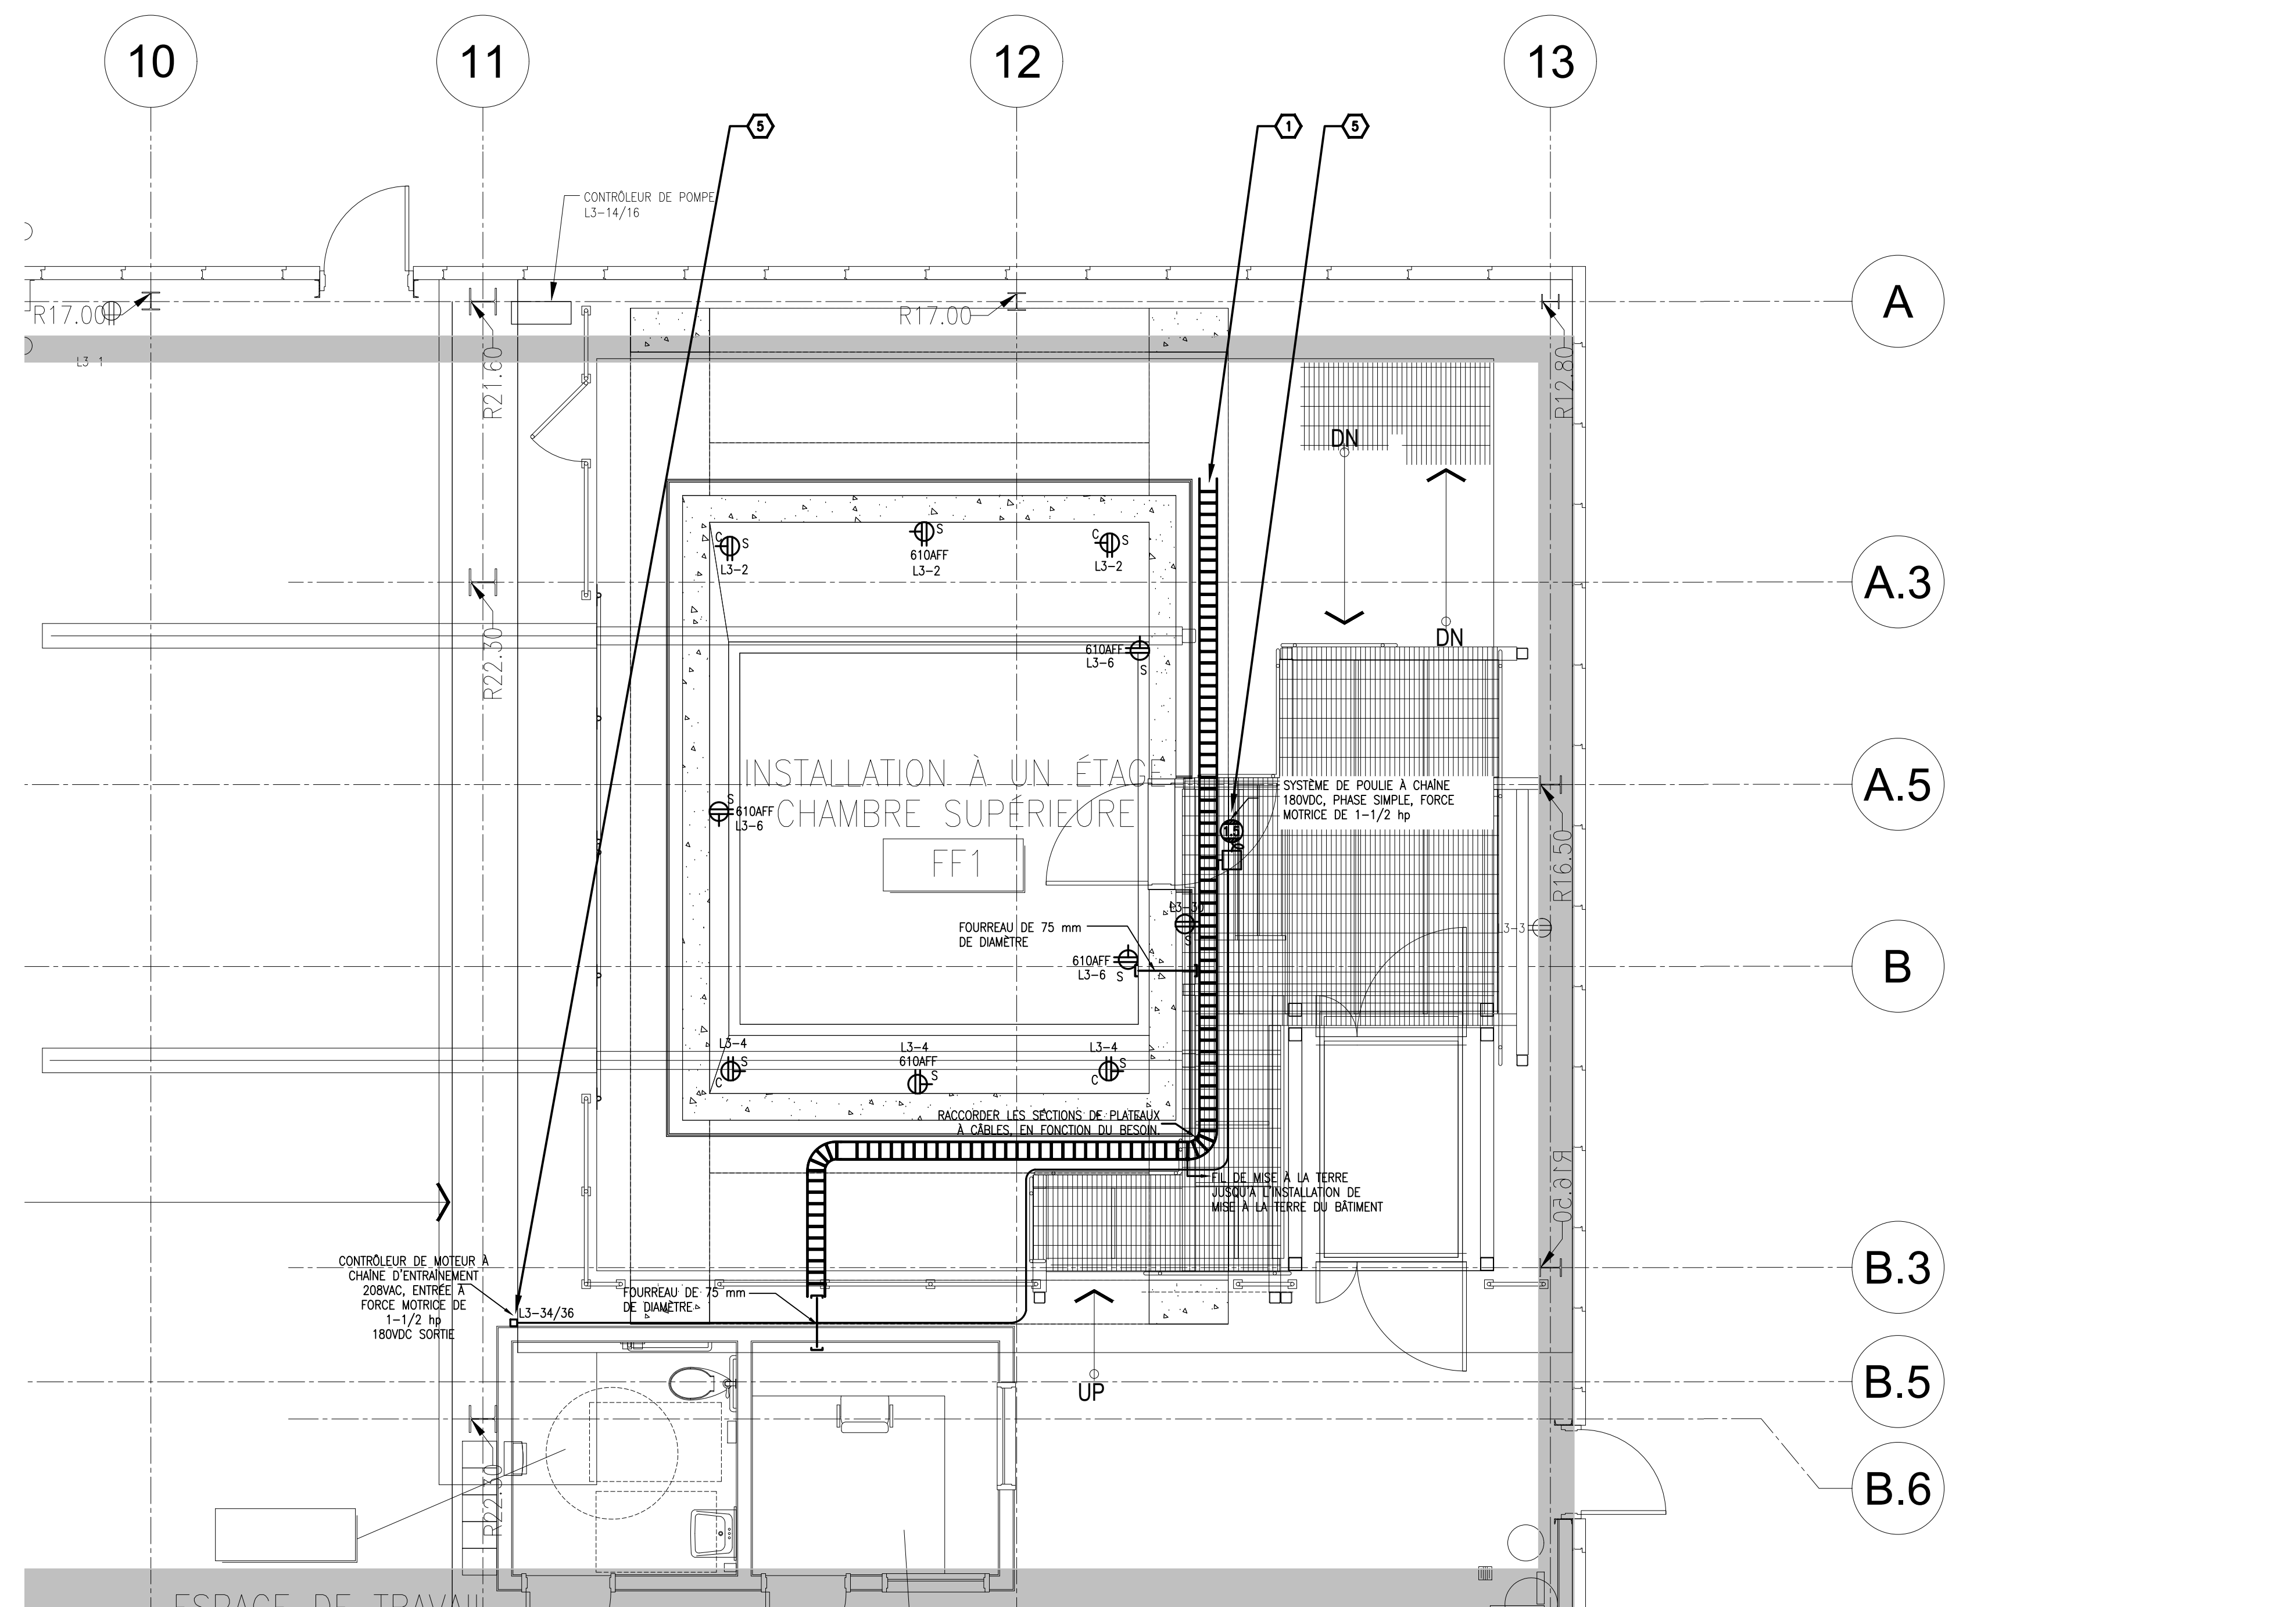 10
11
12
13
5
1
5
CONTRÔLEUR DE POMPE
L3-14/16
A
R17.00
R17.00
L3-1
R21.60
R12.80
DN
C
S
L3-2
S
610AFF
L3-2
C
S
L3-2
A.3
R22.30
DN
610AFF
L3-6
S
INSTALLATION À UN ÉTAGE
CHAMBRE SUPÉRIEURE
FF1
S
610AFF
L3-6
SYSTÈME DE POULIE À CHAÎNE
180VDC, PHASE SIMPLE, FORCE
MOTRICE DE 1-1/2 hp
1.5
A.5
R16.50
L3-30
S
L3-3
FOURREAU DE 75 mm
DE DIAMÈTRE
610AFF
L3-6
S
B
L3-4
S
C
L3-4
610AFF
S
L3-4
S
C
RACCORDER LES SECTIONS DE PLATEAUX
À CÂBLES, EN FONCTION DU BESOIN.
FIL DE MISE À LA TERRE
JUSQU'À L'INSTALLATION DE
MISE À LA TERRE DU BÂTIMENT
R16.50
CONTRÔLEUR DE MOTEUR À
CHAÎNE D'ENTRAÎNEMENT
208VAC, ENTRÉE À
FORCE MOTRICE DE
1-1/2 hp
180VDC SORTIE
L3-34/36
FOURREAU DE 75 mm
DE DIAMÈTRE
B.3
UP
B.5
B.6
R22.30
ESPACE DE TRAVAIL